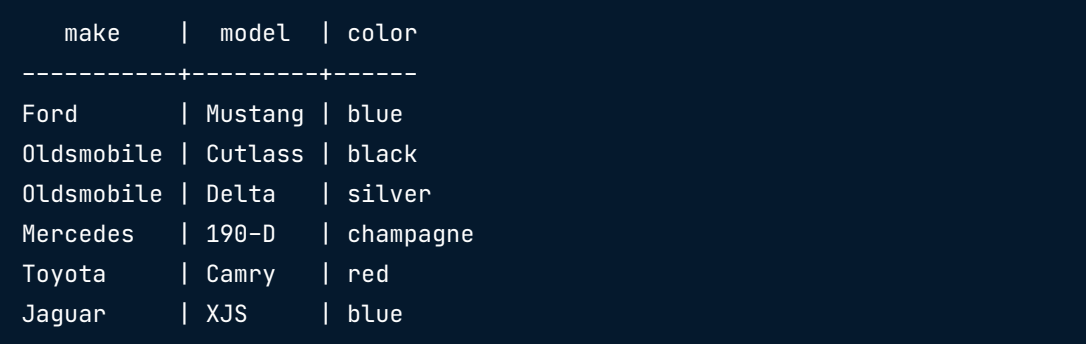 make    |  model  | color
-----------+---------+------
Ford       | Mustang | blue
Oldsmobile | Cutlass | black
Oldsmobile | Delta   | silver
Mercedes   | 190-D   | champagne
Toyota     | Camry   | red
Jaguar     | XJS     | blue